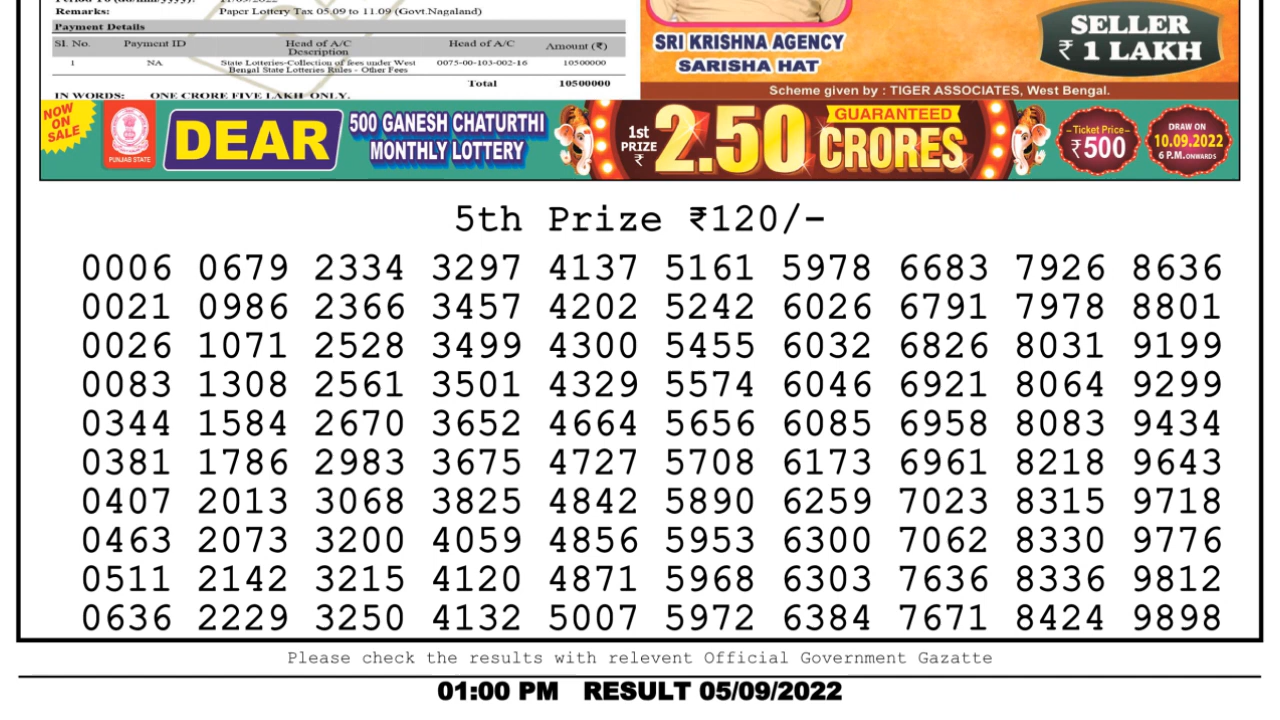 Remarks: Paper Lottery Tax 05.09 to 11.09 (Govt.Nagaland)
Payment Details
Sl. No. Payment ID Head of A/C Description Head of A/C Amount (₹)
1 NA State Lotteries-Collection of fees under West Bengal State Lotteries Rules - Other Fees 0075-00-103-002-16 10500000
Total 10500000
IN WORDS: ONE CRORE FIVE LAKH ONLY.
SRI KRISHNA AGENCY
SARISHA HAT
SELLER
₹ 1 LAKH
Scheme given by : TIGER ASSOCIATES, West Bengal.
NOW ON SALE
PUNJAB STATE
DEAR
500 GANESH CHATURTHI
MONTHLY LOTTERY
1st PRIZE ₹
2.50
GUARANTEED
CRORES
Ticket Price
₹500
DRAW ON
10.09.2022
6 P.M.ONWARDS
5th Prize ₹120/-
0006 0679 2334 3297 4137 5161 5978 6683 7926 8636
0021 0986 2366 3457 4202 5242 6026 6791 7978 8801
0026 1071 2528 3499 4300 5455 6032 6826 8031 9199
0083 1308 2561 3501 4329 5574 6046 6921 8064 9299
0344 1584 2670 3652 4664 5656 6085 6958 8083 9434
0381 1786 2983 3675 4727 5708 6173 6961 8218 9643
0407 2013 3068 3825 4842 5890 6259 7023 8315 9718
0463 2073 3200 4059 4856 5953 6300 7062 8330 9776
0511 2142 3215 4120 4871 5968 6303 7636 8336 9812
0636 2229 3250 4132 5007 5972 6384 7671 8424 9898
Please check the results with relevent Official Government Gazatte
01:00 PM RESULT 05/09/2022